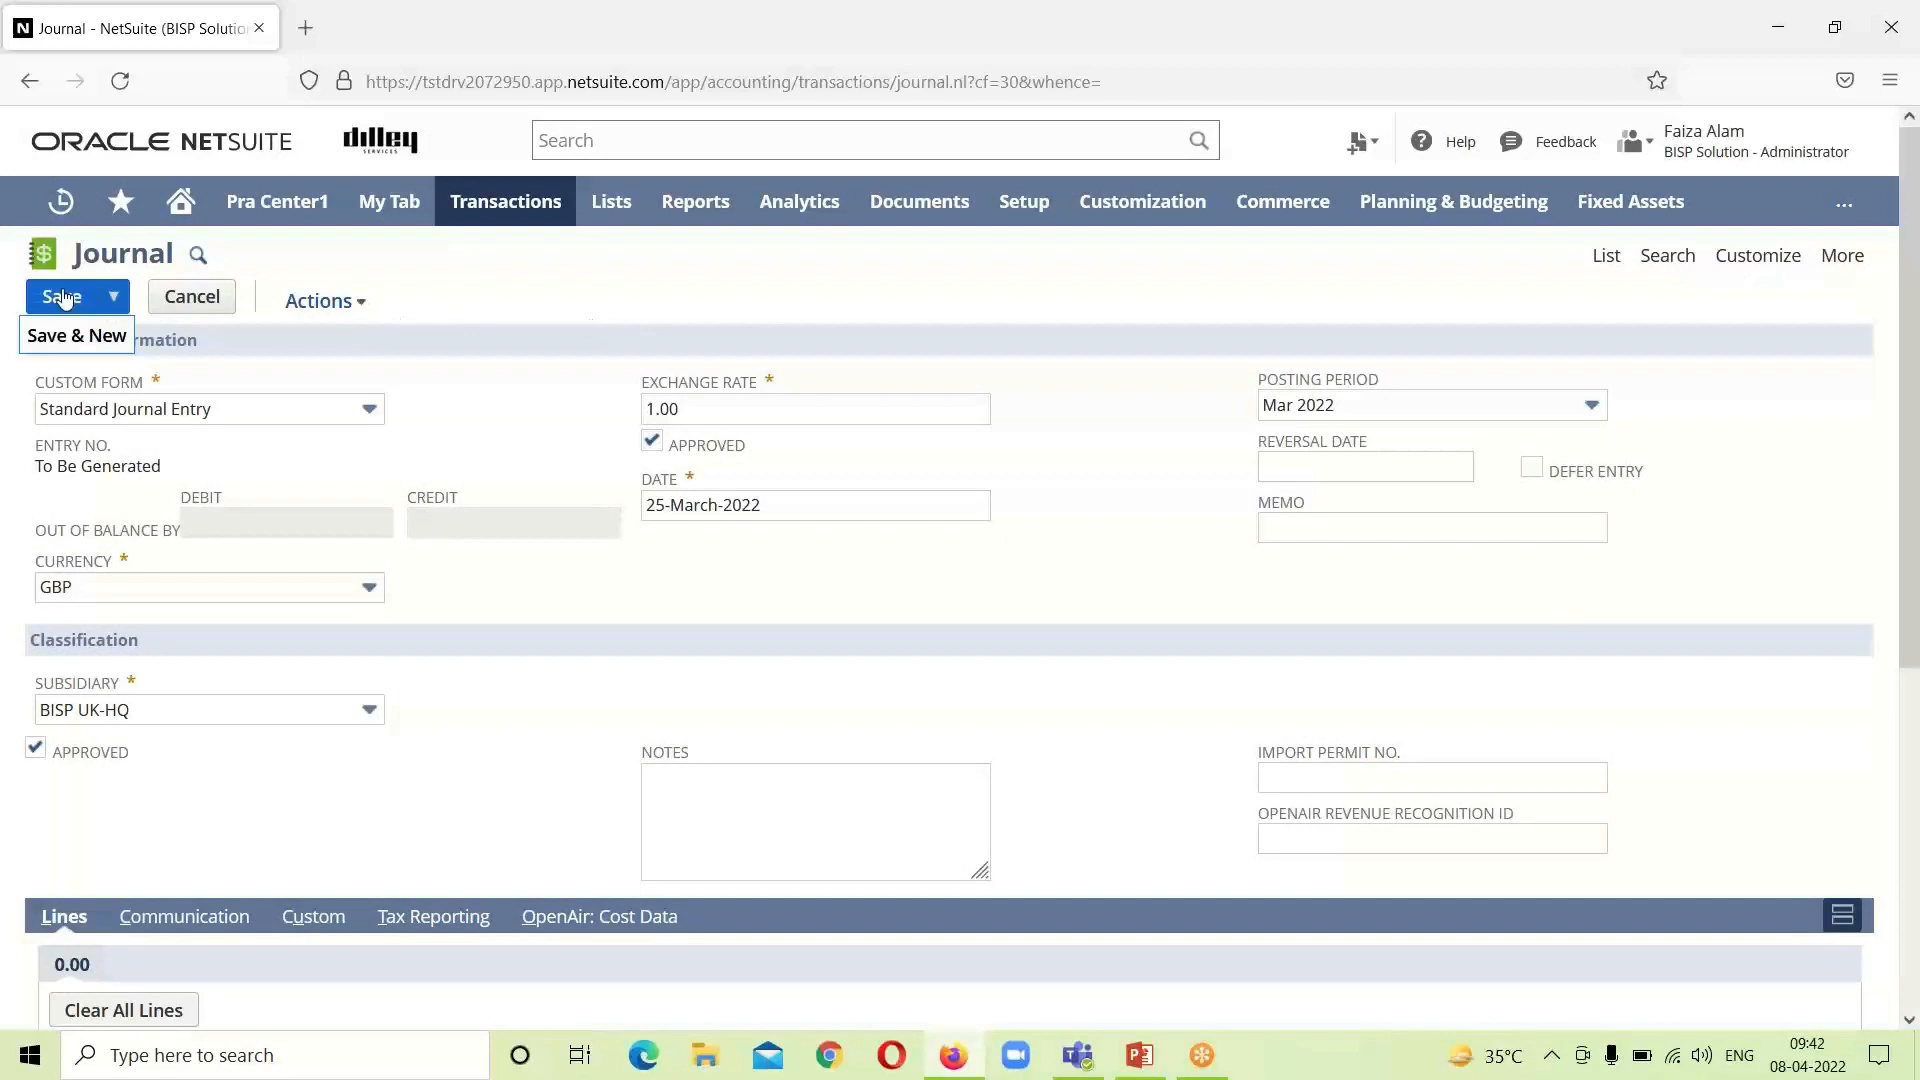 Journal - NetSuite (BISP Solutio
https://tstdrv2072950.app.netsuite.com/app/accounting/transactions/journal.nl?cf=30&whence=
ORACLE NETSUITE
dilley
SERVICES
Search
Help
Feedback
Faiza Alam
BISP Solution - Administrator
Pra Center1
My Tab
Transactions
Lists
Reports
Analytics
Documents
Setup
Customization
Commerce
Planning & Budgeting
Fixed Assets
...
Journal
List
Search
Customize
More
Save
Cancel
Actions
Save & New
rmation
CUSTOM FORM *
Standard Journal Entry
ENTRY NO.
To Be Generated
DEBIT
CREDIT
OUT OF BALANCE BY
CURRENCY *
GBP
EXCHANGE RATE *
1.00
APPROVED
DATE *
25-March-2022
POSTING PERIOD
Mar 2022
REVERSAL DATE
DEFER ENTRY
MEMO
Classification
SUBSIDIARY *
BISP UK-HQ
APPROVED
NOTES
IMPORT PERMIT NO.
OPENAIR REVENUE RECOGNITION ID
Lines
Communication
Custom
Tax Reporting
OpenAir: Cost Data
0.00
Clear All Lines
Type here to search
35°C
ENG
09:42
08-04-2022